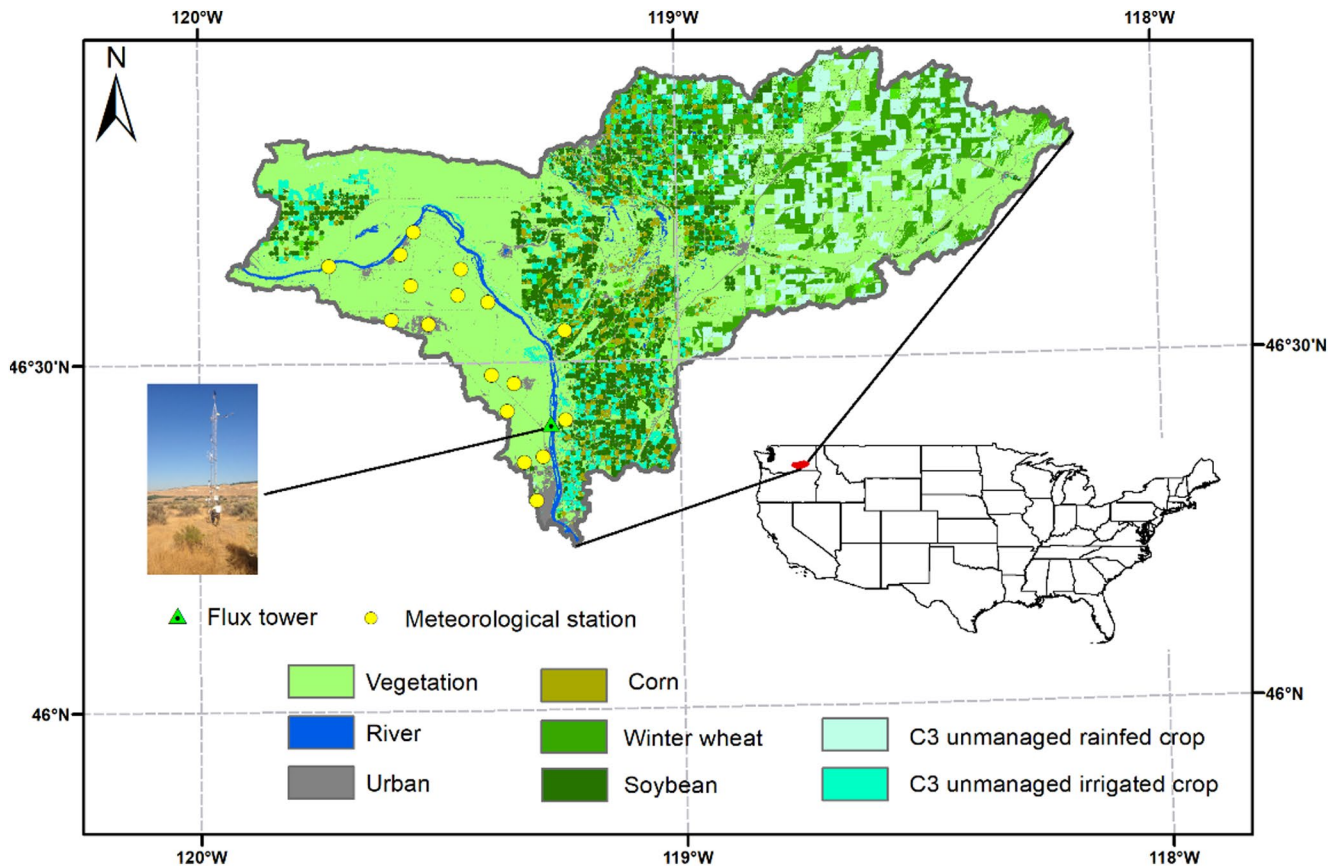 120°W 119°W 118°W
N
46°30'N 46°30'N
Flux tower Meteorological station
Vegetation Corn
River Winter wheat C3 unmanaged rainfed crop
Urban Soybean C3 unmanaged irrigated crop
46°N 46°N
120°W 119°W 118°W